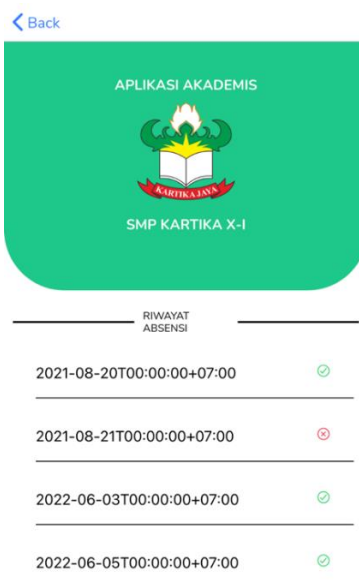 Back
APLIKASI AKADEMIS
KARTIKA JAYA
SMP KARTIKA X-I
RIWAYAT
ABSENSI
2021-08-20T00:00:00+07:00
2021-08-21T00:00:00+07:00
2022-06-03T00:00:00+07:00
2022-06-05T00:00:00+07:00